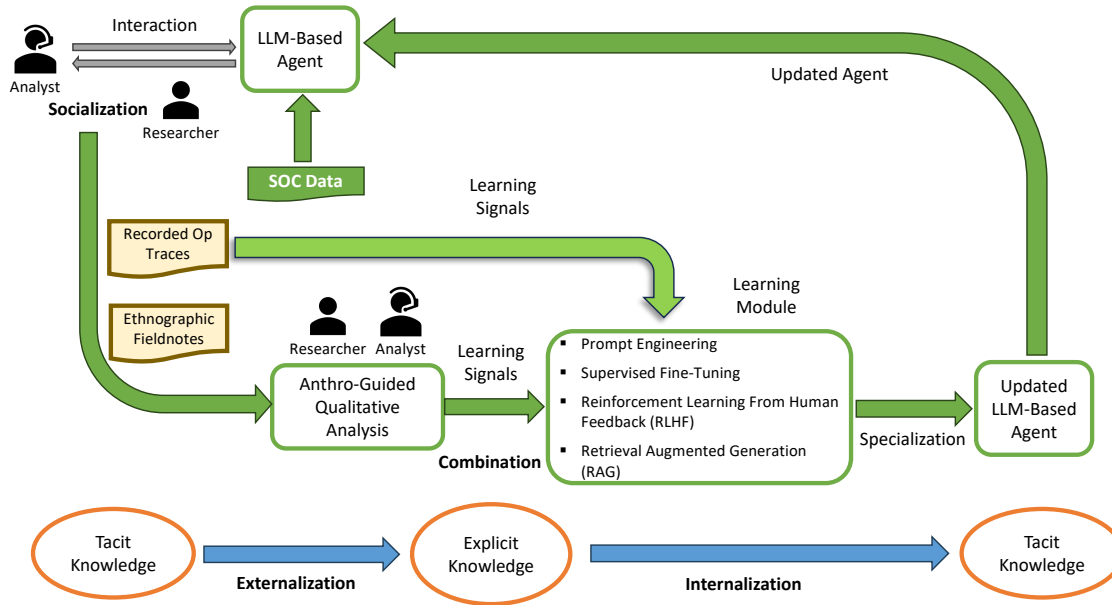 Interaction
LLM-Based
Agent
Analyst
Socialization
Researcher
Updated Agent
SOC Data
Learning
Signals
Recorded Op
Traces
Learning
Module
Ethnographic
Fieldnotes
Researcher
Analyst
Learning
Signals
Anthro-Guided
Qualitative
Analysis
Combination
▪ Prompt Engineering
▪ Supervised Fine-Tuning
▪ Reinforcement Learning From Human
Feedback (RLHF)
▪ Retrieval Augmented Generation
(RAG)
Specialization
Updated
LLM-Based
Agent
Tacit
Knowledge
Externalization
Explicit
Knowledge
Internalization
Tacit
Knowledge